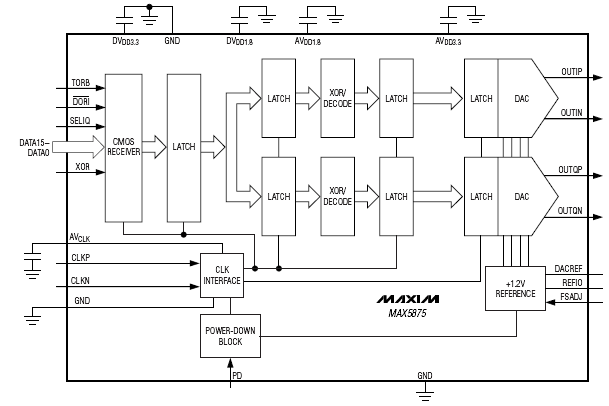 DVDD3.3
GND
DVDD1.8
AVDD1.8
AVDD3.3
TORB
DORI
SELIQ
DATA15–
DATA0
XOR
CMOS
RECEIVER
LATCH
LATCH
XOR/
DECODE
LATCH
LATCH
DAC
OUTIP
OUTIN
LATCH
XOR/
DECODE
LATCH
LATCH
DAC
OUTQP
OUTQN
AVCLK
CLKP
CLKN
GND
CLK
INTERFACE
POWER-DOWN
BLOCK
PD
MAXIM
MAX5875
+1.2V
REFERENCE
DACREF
REFIO
FSADJ
GND